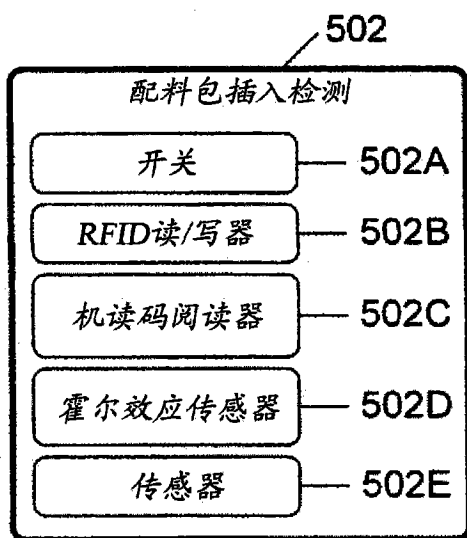 502
配料包插入检测
开关 502A
RFID读/写器 502B
机读码阅读器 502C
霍尔效应传感器 502D
传感器 502E